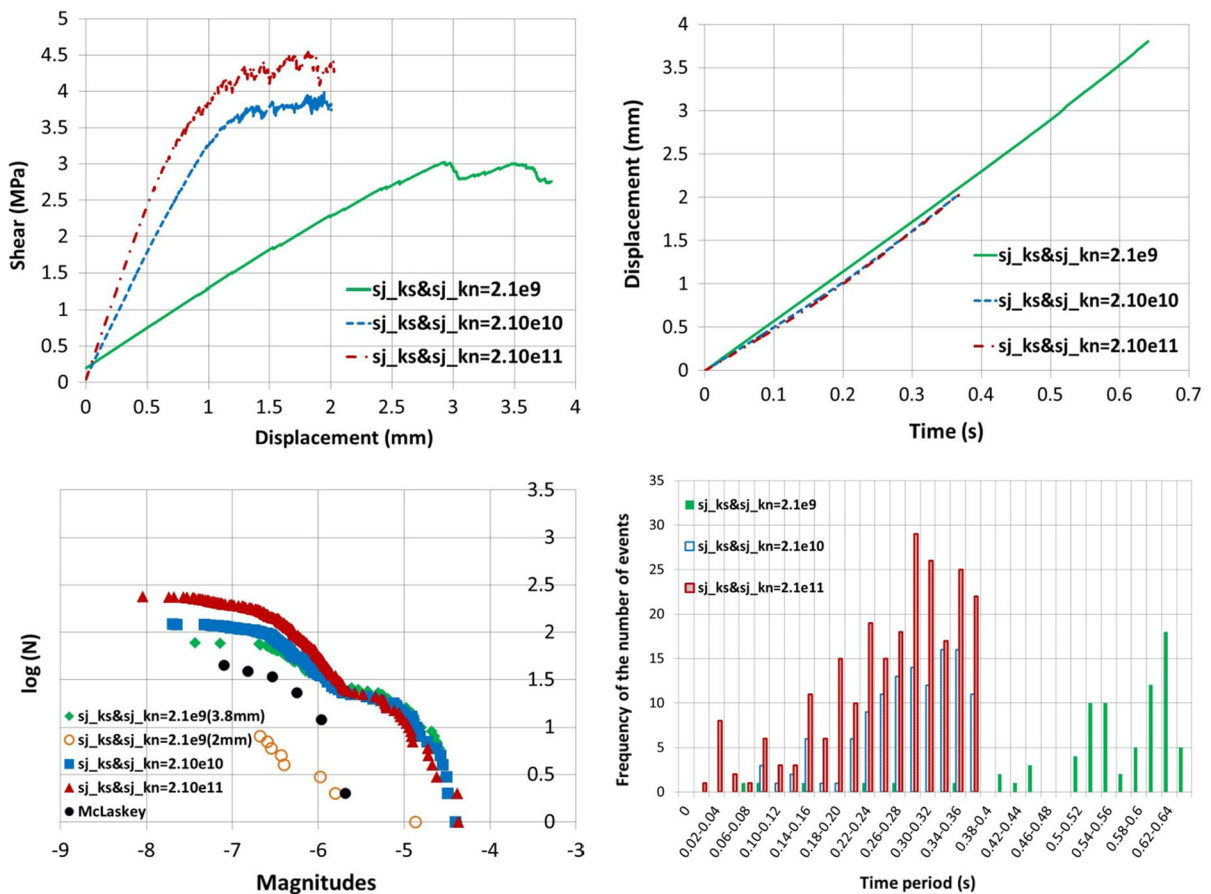 5
4.5
4
3.5
3
2.5
2
1.5
1
0.5
0
Shear (MPa)
sj_ks&sj_kn=2.1e9
sj_ks&sj_kn=2.10e10
sj_ks&sj_kn=2.10e11
0 0.5 1 1.5 2 3 3 4 4
Displacement (mm)
4
3.5
3
2.5
2
1.5
1
0.5
0
Displacement (mm)
sj_ks&sj_kn=2.1e9
sj_ks&sj_kn=2.10e10
sj_ks&sj_kn=2.10e11
0 0.1 0.2 0.3 0.4 0.5 0.6 0.7
Time (s)
3.5
3
2.5
2
1.5
1
0.5
0
log (N)
sj_ks&sj_kn=2.1e9(3.8mm)
sj_ks&sj_kn=2.1e9(2mm)
sj_ks&sj_kn=2.10e10
sj_ks&sj_kn=2.10e11
McLaskey
-9 -8 -7 -6 -5 -4 -3
Magnitudes
35
30
25
20
15
10
5
0
Frequency of the number of events
sj_ks&sj_kn=2.1e9
sj_ks&sj_kn=2.1e10
sj_ks&sj_kn=2.1e11
0
0.02-0.04
0.06-0.08
0.10-0.12
0.14-0.16
0.18-0.20
0.22-0.24
0.26-0.28
0.30-0.32
0.34-0.36
0.38-0.4
0.42-0.44
0.46-0.48
0.5-0.52
0.54-0.56
0.58-0.6
0.62-0.64
Time period (s)